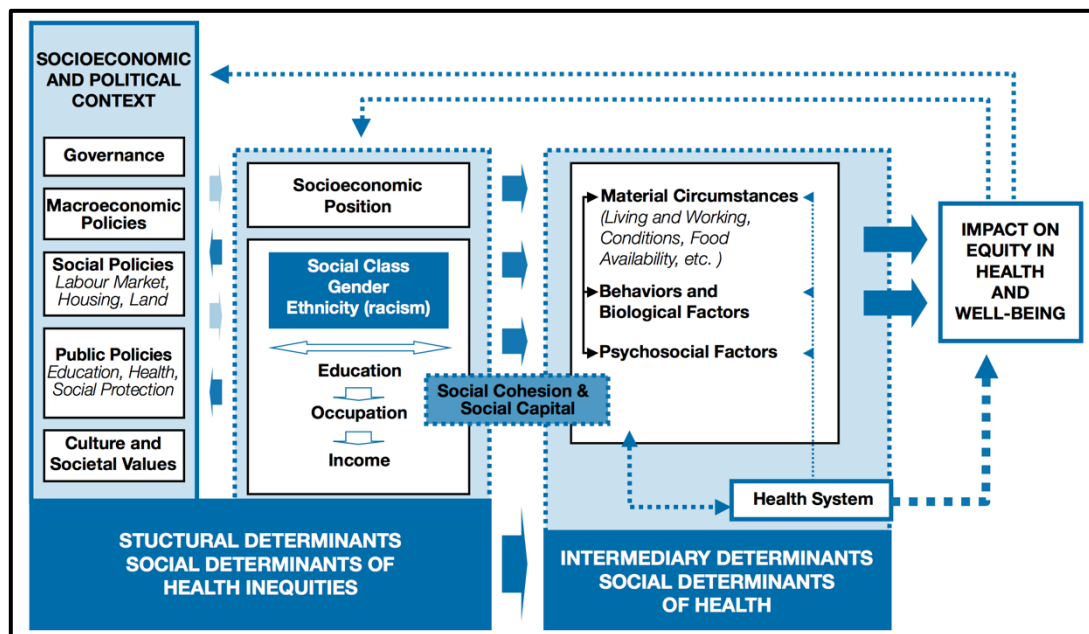 SOCIOECONOMIC
AND POLITICAL
CONTEXT
Governance
Macroeconomic
Policies
Social Policies
Labour Market,
Housing, Land
Public Policies
Education, Health,
Social Protection
Culture and
Societal Values
Socioeconomic
Position
Social Class
Gender
Ethnicity (racism)
Education
Occupation
Income
Social Cohesion &
Social Capital
Material Circumstances
(Living and Working,
Conditions, Food
Availability, etc. )
Behaviors and
Biological Factors
Psychosocial Factors
Health System
IMPACT ON
EQUITY IN
HEALTH
AND
WELL-BEING
STUCTURAL DETERMINANTS
SOCIAL DETERMINANTS OF
HEALTH INEQUITIES
INTERMEDIARY DETERMINANTS
SOCIAL DETERMINANTS
OF HEALTH